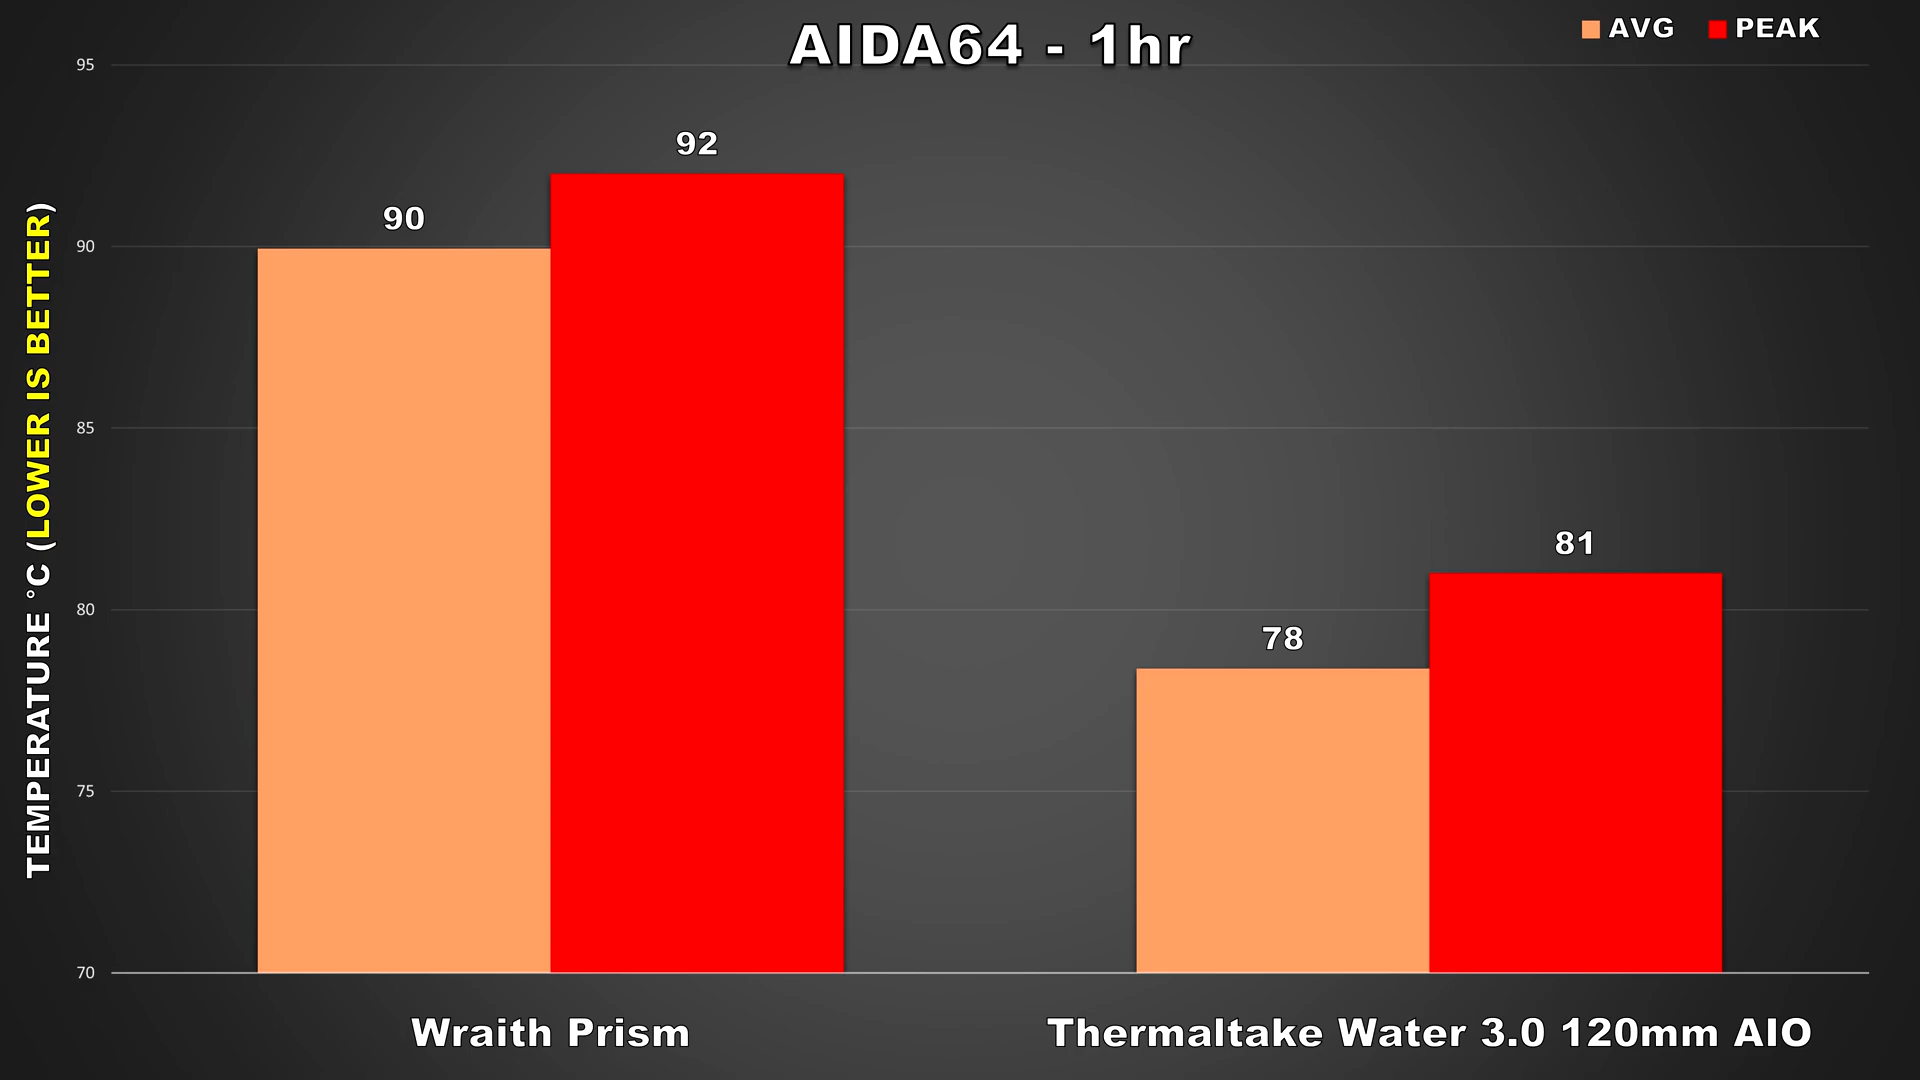 AIDA64 - 1hr
AVG
PEAK
TEMPERATURE °C (LOWER IS BETTER)
95
90
85
80
75
70
90
92
78
81
Wraith Prism
Thermaltake Water 3.0 120mm AIO